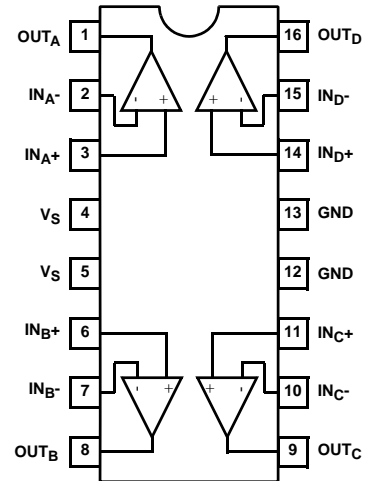 OUTA 1 16 OUTD
INA- 2 - + + - 15 IND-
INA+ 3 14 IND+
VS 4 13 GND
VS 5 12 GND
INB+ 6 11 INC+
INB- 7 - + + - 10 INC-
OUTB 8 9 OUTC